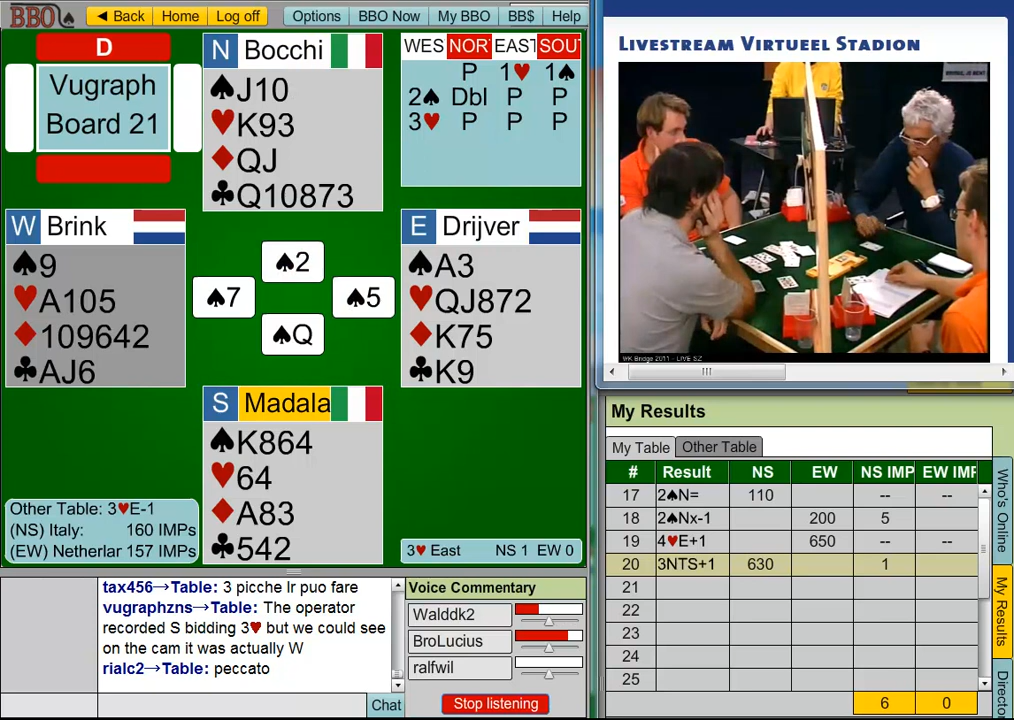 BBO ◄ Back Home Log off Options BBO Now My BBO BB$ Help
D
Vugraph
Board 21
N Bocchi
♠J10
♥K93
♦QJ
♣Q10873
WES NOR EAST SOUT
P 1♥ 1♠
2♠ Dbl P P
3♥ P P P
W Brink
♠9
♥A105
♦109642
♣AJ6
♠2
♠7 ♠5
♠Q
E Drijver
♠A3
♥QJ872
♦K75
♣K9
S Madala
♠K864
♥64
♦A83
♣542
Other Table: 3♥E-1
(NS) Italy: 160 IMPs
(EW) Netherlar 157 IMPs
3♥ East NS 1 EW 0
tax456→Table: 3 picche lr puo fare
vugraphzns→Table: The operator
recorded S bidding 3♥ but we could see
on the cam it was actually W
rialc2→Table: peccato
Chat
Voice Commentary
Walddk2
BroLucius
ralfwil
Stop listening
Livestream Virtueel Stadion
WK Bridge 2011 - LIVE SZ
My Results
My Table Other Table
# Result NS EW NS IMP EW IMF
17 2♠N= 110 -- --
18 2♠Nx-1 200 5
19 4♥E+1 650 -- --
20 3NTS+1 630 1
21
22
23
24
25
6 0
Who's Online
My Results
Director